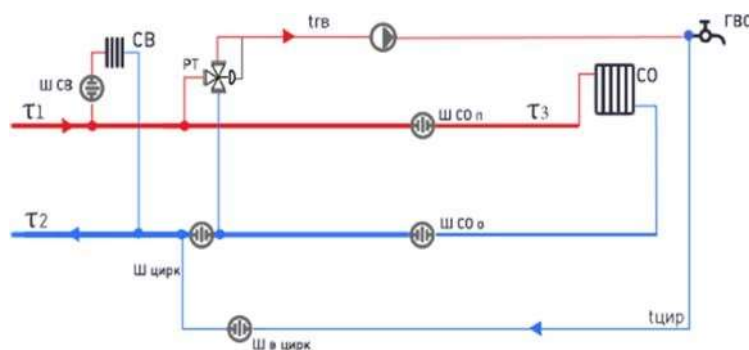 tгв
ГВС
СВ
РТ
СО
Ш СВ
τ1
Ш СО п
τ3
τ2
Ш СО о
Ш цирк
tцир
Ш в цирк